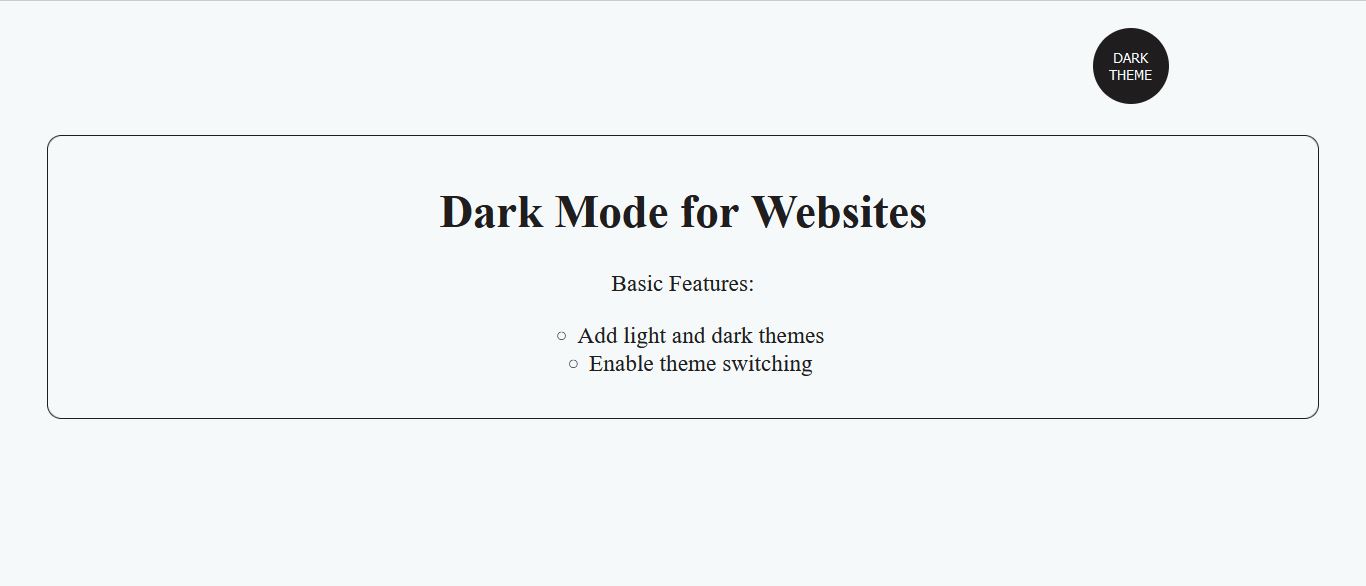 DARK
THEME
Dark Mode for Websites
Basic Features:
Add light and dark themes
Enable theme switching